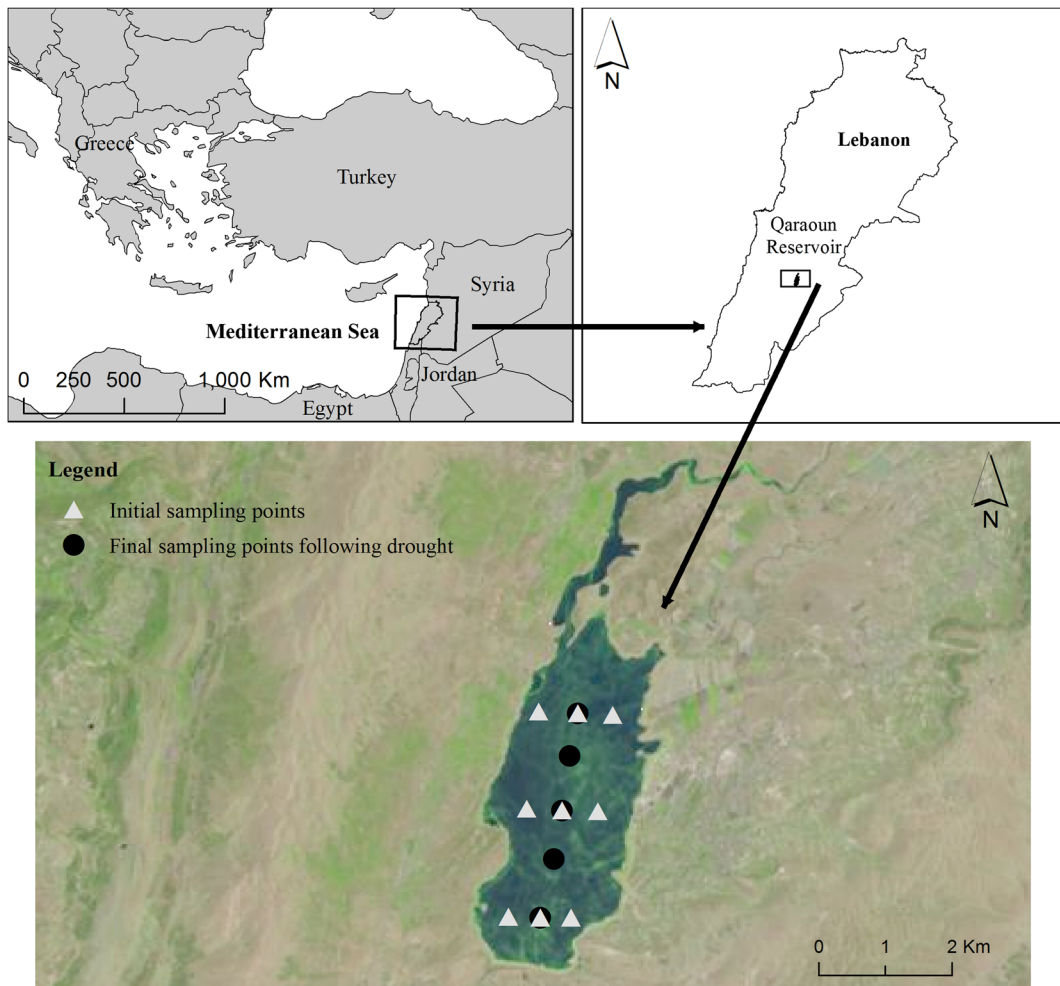 Greece
Turkey
Syria
Mediterranean Sea
Jordan
Egypt
0 250 500 1,000 Km
N
Lebanon
Qaraoun
Reservoir
Legend
Initial sampling points
Final sampling points following drought
N
0 1 2 Km